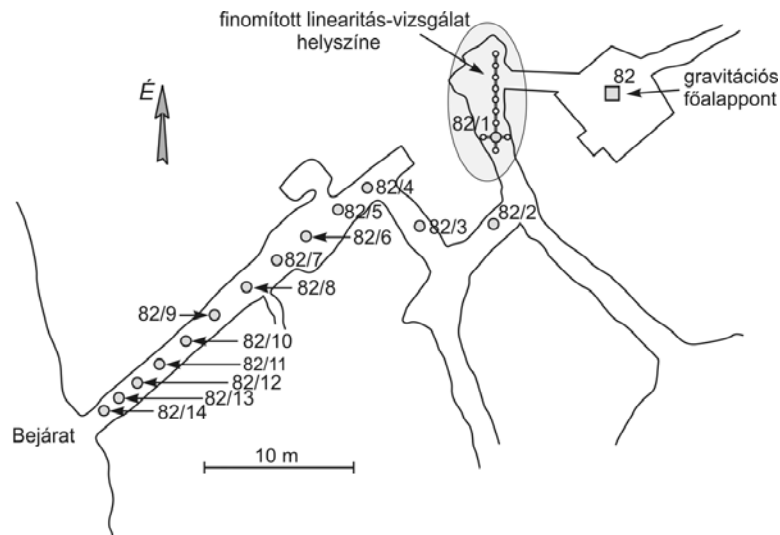 finomított linearitás-vizsgálat
helyszíne
82
gravitációs
főalappont
É
82/1
82/4
82/5
82/3
82/2
82/6
82/7
82/8
82/9
82/10
82/11
82/12
82/13
82/14
Bejárat
10 m